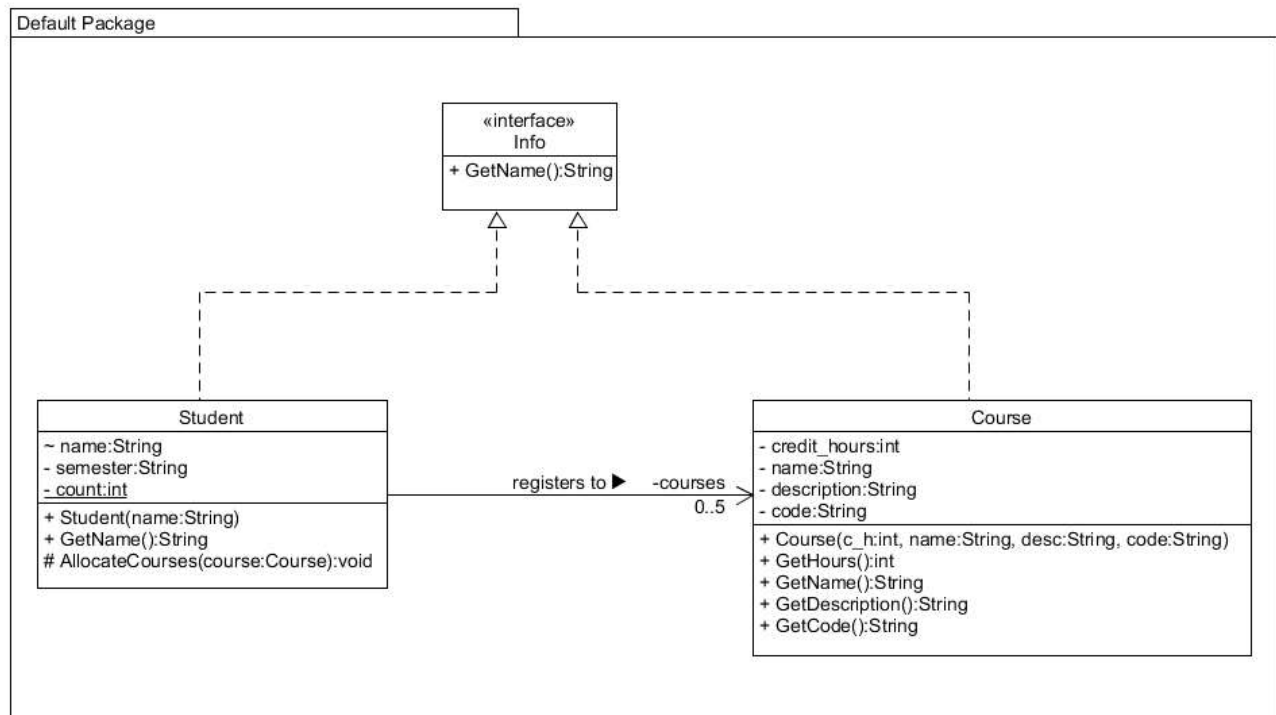 Default Package
«interface»
Info
+ GetName():String
Student
~ name:String
- semester:String
- count:int
+ Student(name:String)
+ GetName():String
# AllocateCourses(course:Course):void
registers to ▶ -courses
0..5
Course
- credit_hours:int
- name:String
- description:String
- code:String
+ Course(c_h:int, name:String, desc:String, code:String)
+ GetHours():int
+ GetName():String
+ GetDescription():String
+ GetCode():String